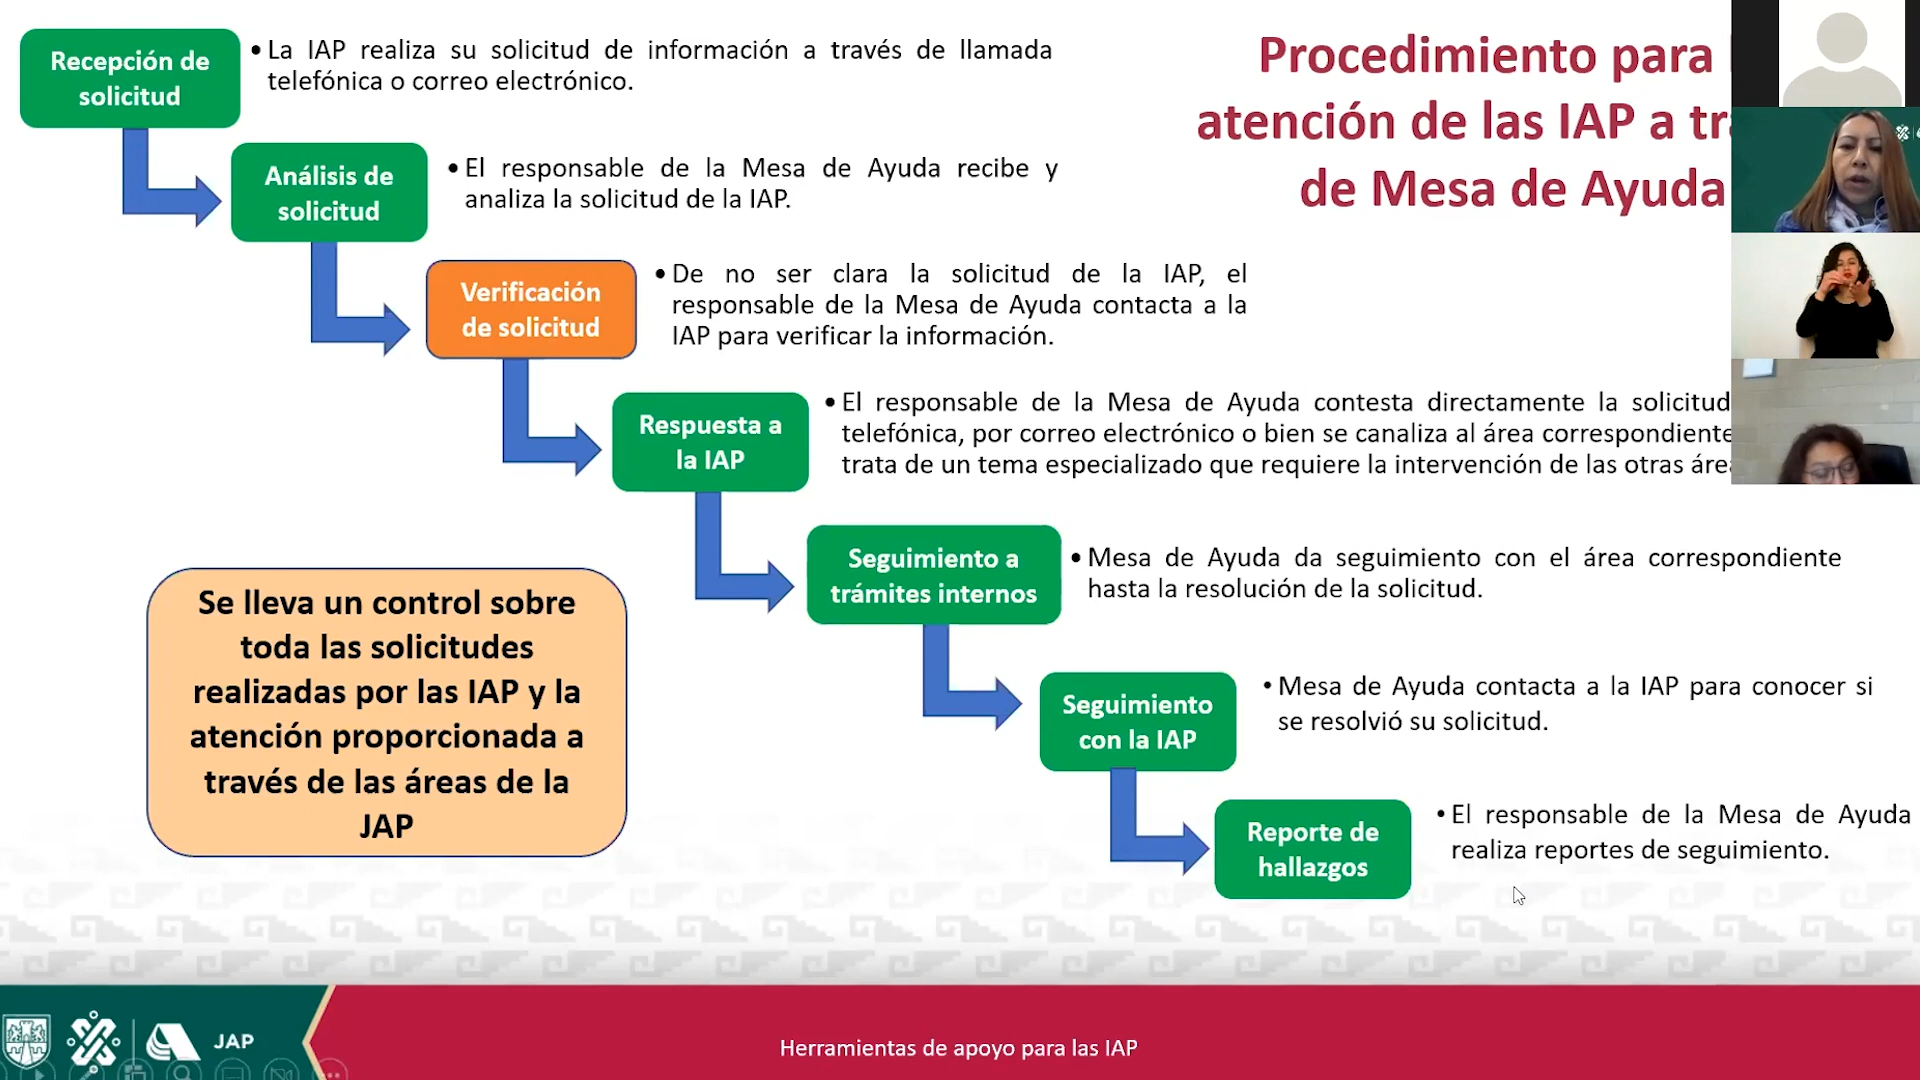 Procedimiento para
atención de las IAP a
de Mesa de Ayuda
Recepción de
solicitud
• La IAP realiza su solicitud de información a través de llamada
telefónica o correo electrónico.
Análisis de
solicitud
• El responsable de la Mesa de Ayuda recibe y
analiza la solicitud de la IAP.
Verificación
de solicitud
• De no ser clara la solicitud de la IAP, el
responsable de la Mesa de Ayuda contacta a la
IAP para verificar la información.
Respuesta a
la IAP
• El responsable de la Mesa de Ayuda contesta directamente la solicitud
telefónica, por correo electrónico o bien se canaliza al área correspondiente
trata de un tema especializado que requiere la intervención de las otras
Seguimiento a
trámites internos
• Mesa de Ayuda da seguimiento con el área correspondiente
hasta la resolución de la solicitud.
Seguimiento
con la IAP
• Mesa de Ayuda contacta a la IAP para conocer si
se resolvió su solicitud.
Reporte de
hallazgos
• El responsable de la Mesa de Ayuda
realiza reportes de seguimiento.
Se lleva un control sobre
toda las solicitudes
realizadas por las IAP y la
atención proporcionada a
través de las áreas de la
JAP
JAP
Herramientas de apoyo para las IAP